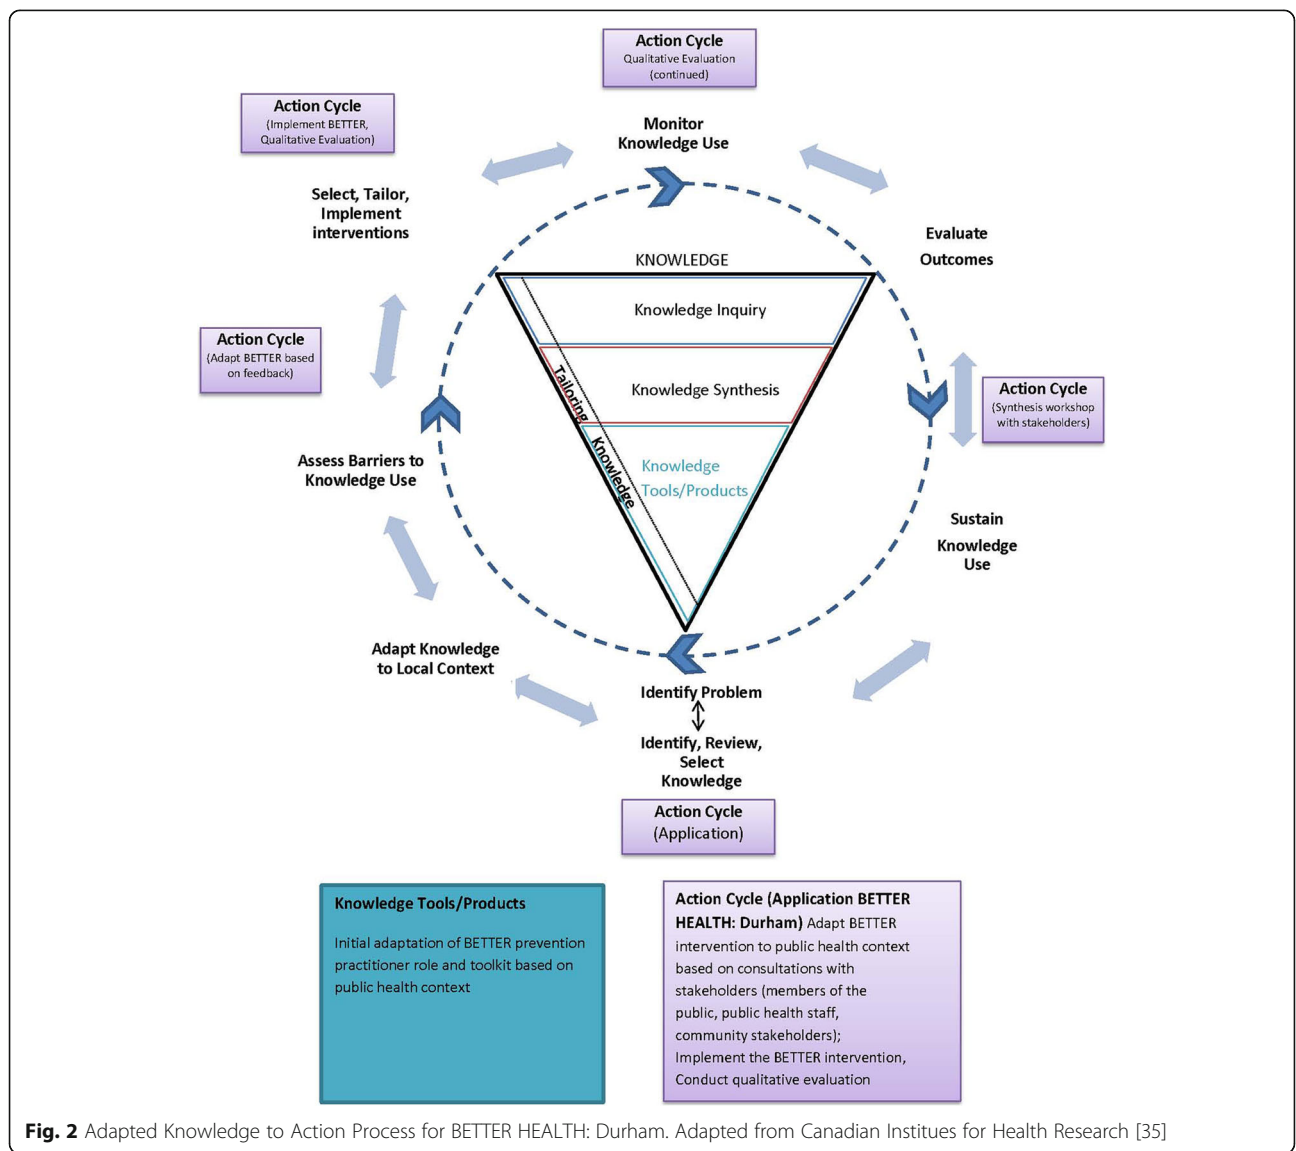 Action Cycle
Qualitative Evaluation
(continued)
Action Cycle
(Implement BETTER,
Qualitative Evaluation)
Monitor
Knowledge Use
Select, Tailor,
Implement
interventions
Evaluate
Outcomes
KNOWLEDGE
Knowledge Inquiry
Action Cycle
(Adapt BETTER based
on feedback)
Knowledge Synthesis
Tailoring
Knowledge
Action Cycle
(Synthesis workshop
with stakeholders)
Knowledge
Tools/Products
Assess Barriers to
Knowledge Use
Sustain
Knowledge
Use
Adapt Knowledge
to Local Context
Identify Problem
Identify, Review,
Select
Knowledge
Action Cycle
(Application)
Knowledge Tools/Products
Initial adaptation of BETTER prevention
practitioner role and toolkit based on
public health context
Action Cycle (Application BETTER
HEALTH: Durham) Adapt BETTER
intervention to public health context
based on consultations with
stakeholders (members of the
public, public health staff,
community stakeholders);
Implement the BETTER intervention,
Conduct qualitative evaluation
Fig. 2 Adapted Knowledge to Action Process for BETTER HEALTH: Durham. Adapted from Canadian Institues for Health Research [35]